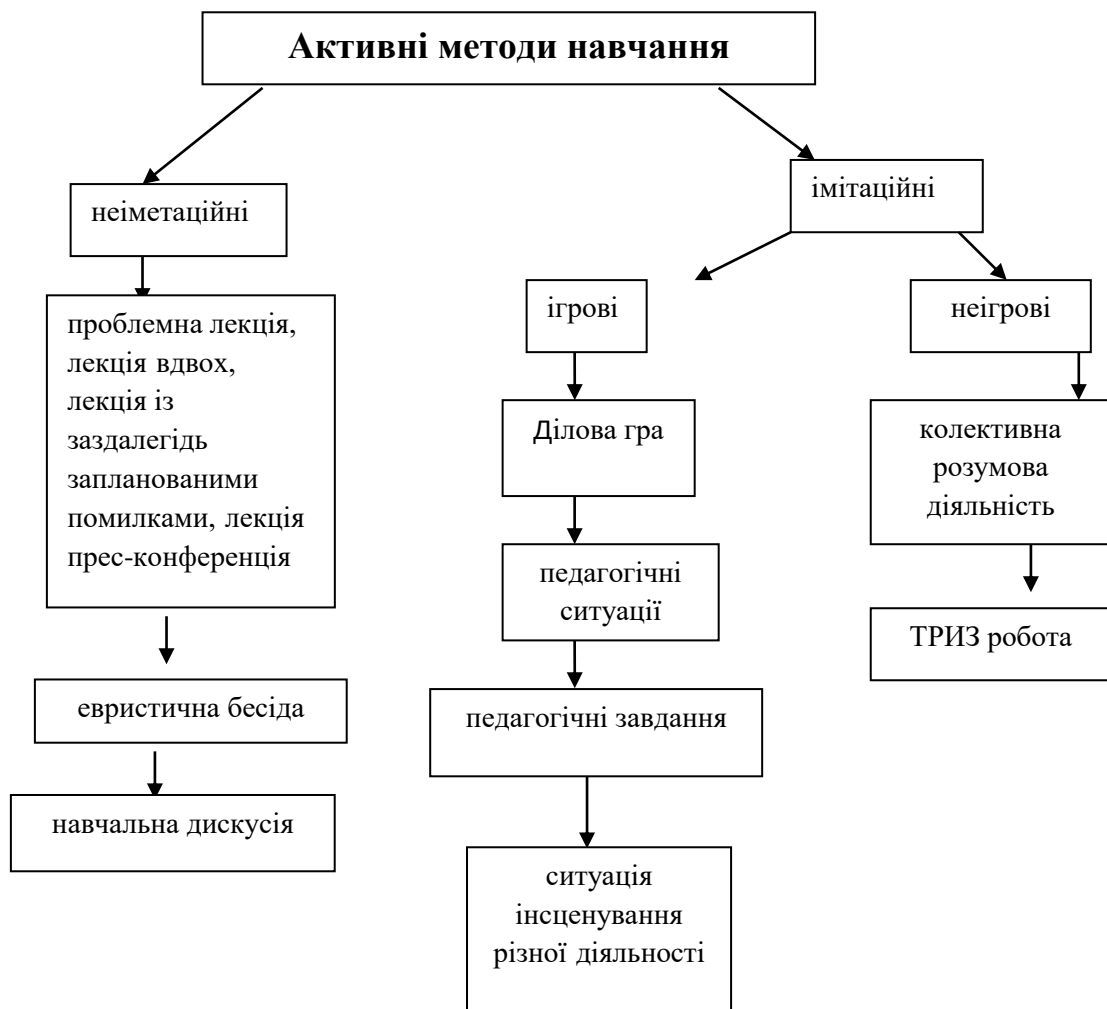 Активні методи навчання
неіметаційні
імітаційні
проблемна лекція,
лекція вдвох,
лекція із
заздалегідь
запланованими
помилками, лекція
прес-конференція
евристична бесіда
навчальна дискусія
ігрові
Ділова гра
педагогічні
ситуації
педагогічні завдання
ситуація
інсценування
різної діяльності
неігрові
колективна
розумова
діяльність
ТРИЗ робота